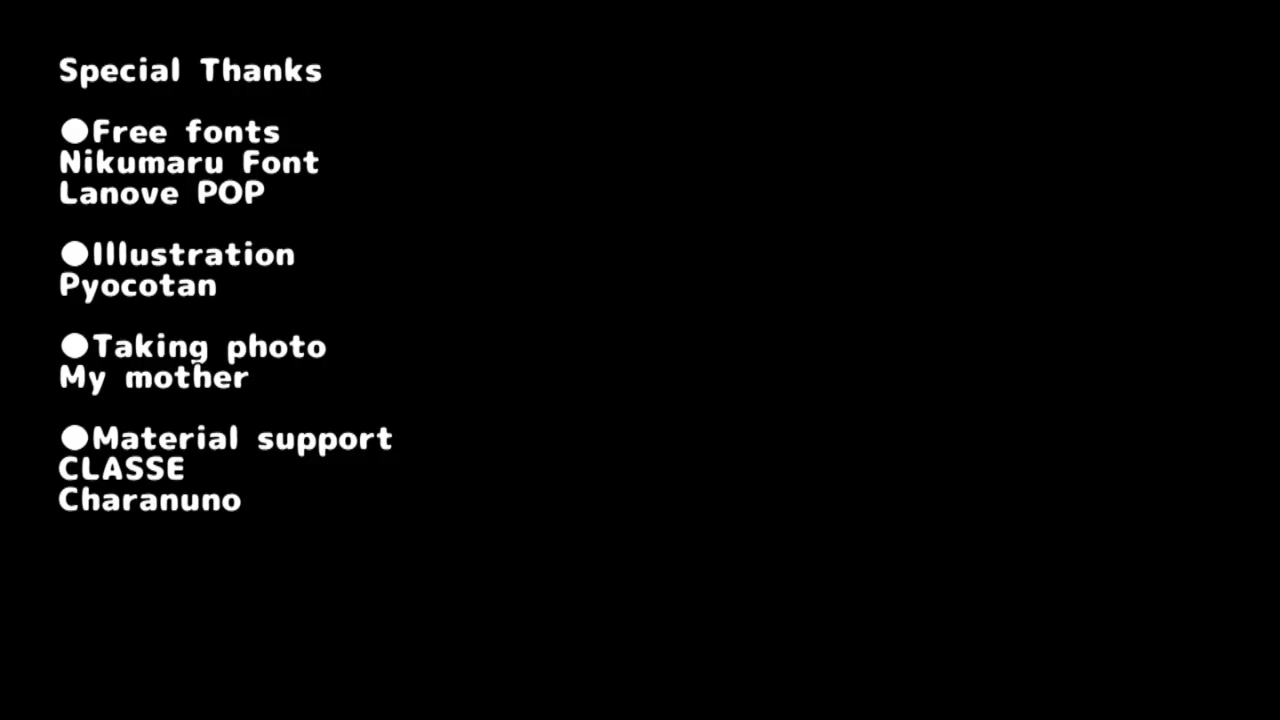 Special Thanks
●Free fonts
Nikumaru Font
Lanove POP
●Illustration
Pyocotan
●Taking photo
My mother
●Material support
CLASSE
Charanuno